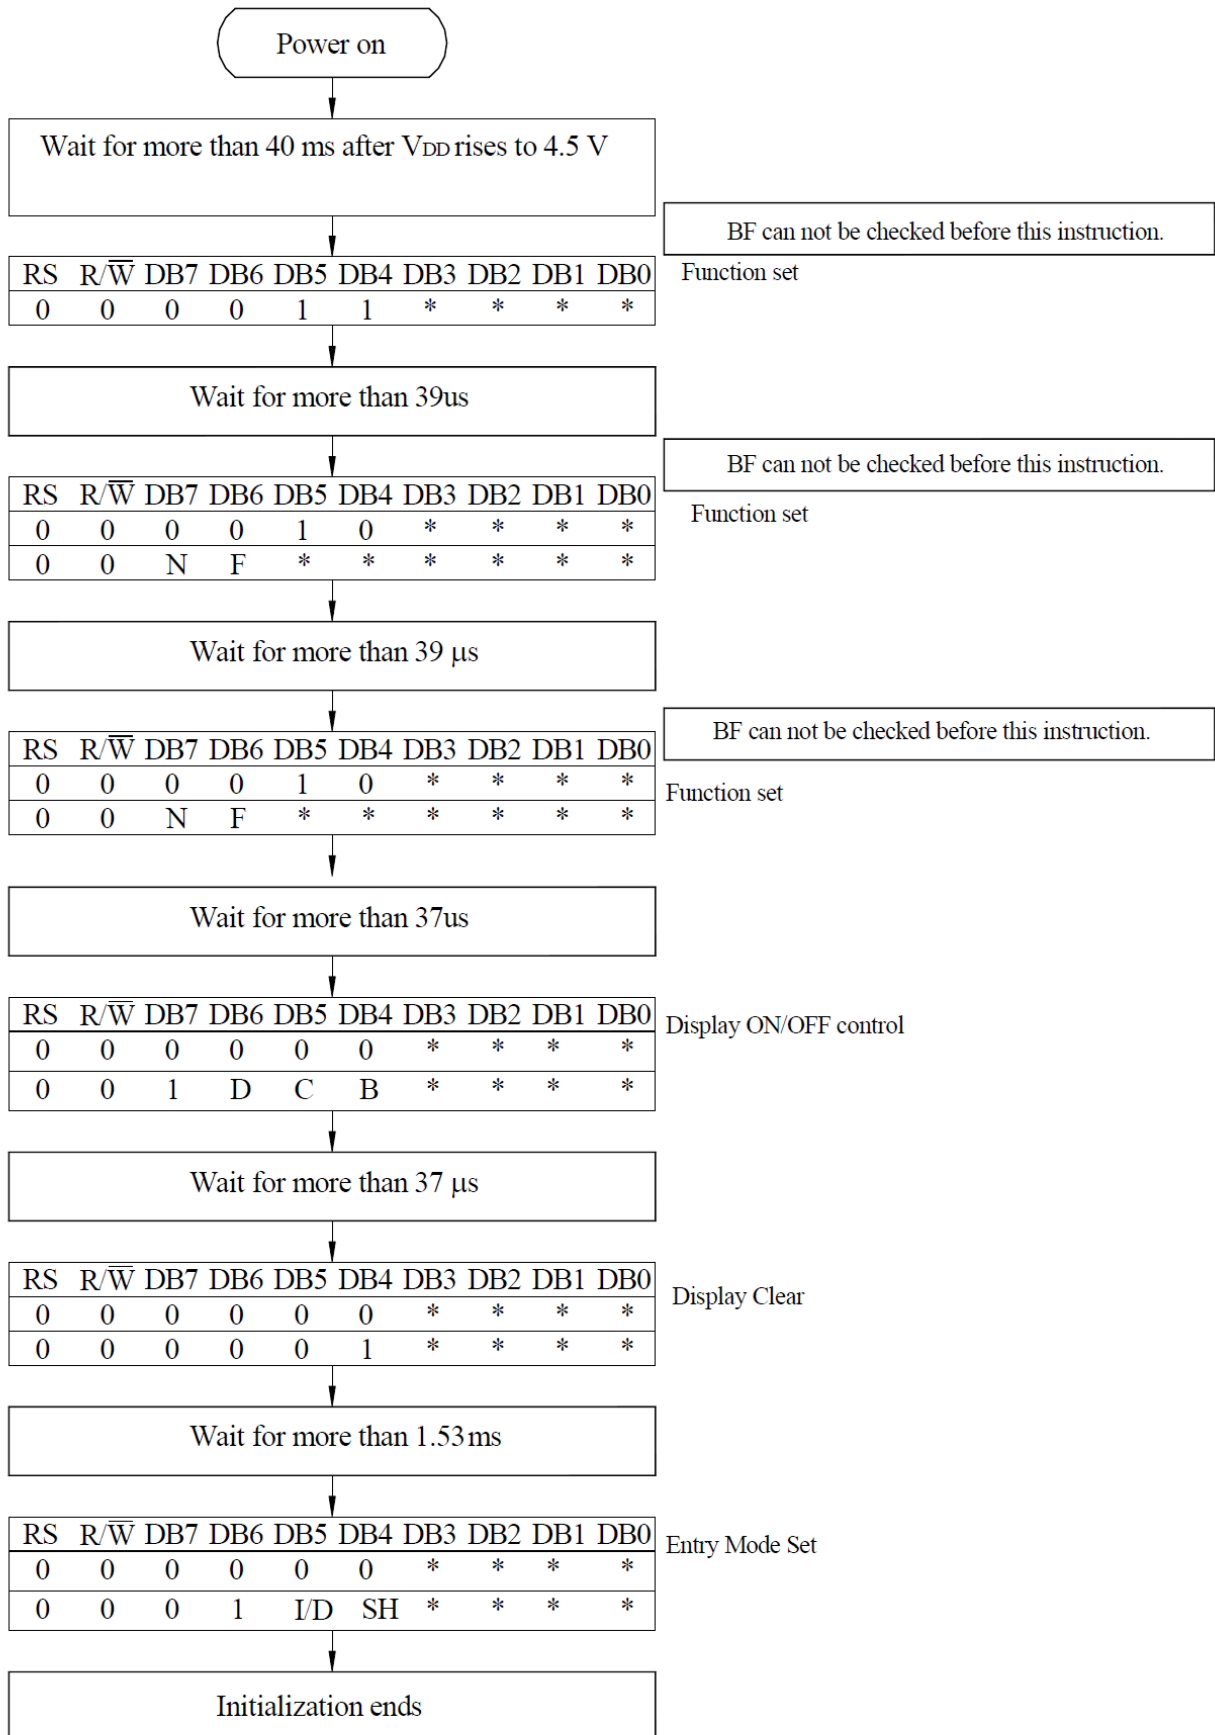 Power on
Wait for more than 40 ms after VDD rises to 4.5 V
BF can not be checked before this instruction.
RS R/W̅ DB7 DB6 DB5 DB4 DB3 DB2 DB1 DB0
Function set
0 0 0 0 1 1 * * * *
Wait for more than 39us
BF can not be checked before this instruction.
RS R/W̅ DB7 DB6 DB5 DB4 DB3 DB2 DB1 DB0
Function set
0 0 0 0 1 0 * * * *
0 0 N F * * * * * *
Wait for more than 39 μs
BF can not be checked before this instruction.
RS R/W̅ DB7 DB6 DB5 DB4 DB3 DB2 DB1 DB0
0 0 0 0 1 0 * * * *
Function set
0 0 N F * * * * * *
Wait for more than 37us
RS R/W̅ DB7 DB6 DB5 DB4 DB3 DB2 DB1 DB0
Display ON/OFF control
0 0 0 0 0 0 * * * *
0 0 1 D C B * * * *
Wait for more than 37 μs
RS R/W̅ DB7 DB6 DB5 DB4 DB3 DB2 DB1 DB0
Display Clear
0 0 0 0 0 0 * * * *
0 0 0 0 0 1 * * * *
Wait for more than 1.53ms
RS R/W̅ DB7 DB6 DB5 DB4 DB3 DB2 DB1 DB0
Entry Mode Set
0 0 0 0 0 0 * * * *
0 0 0 1 I/D SH * * * *
Initialization ends